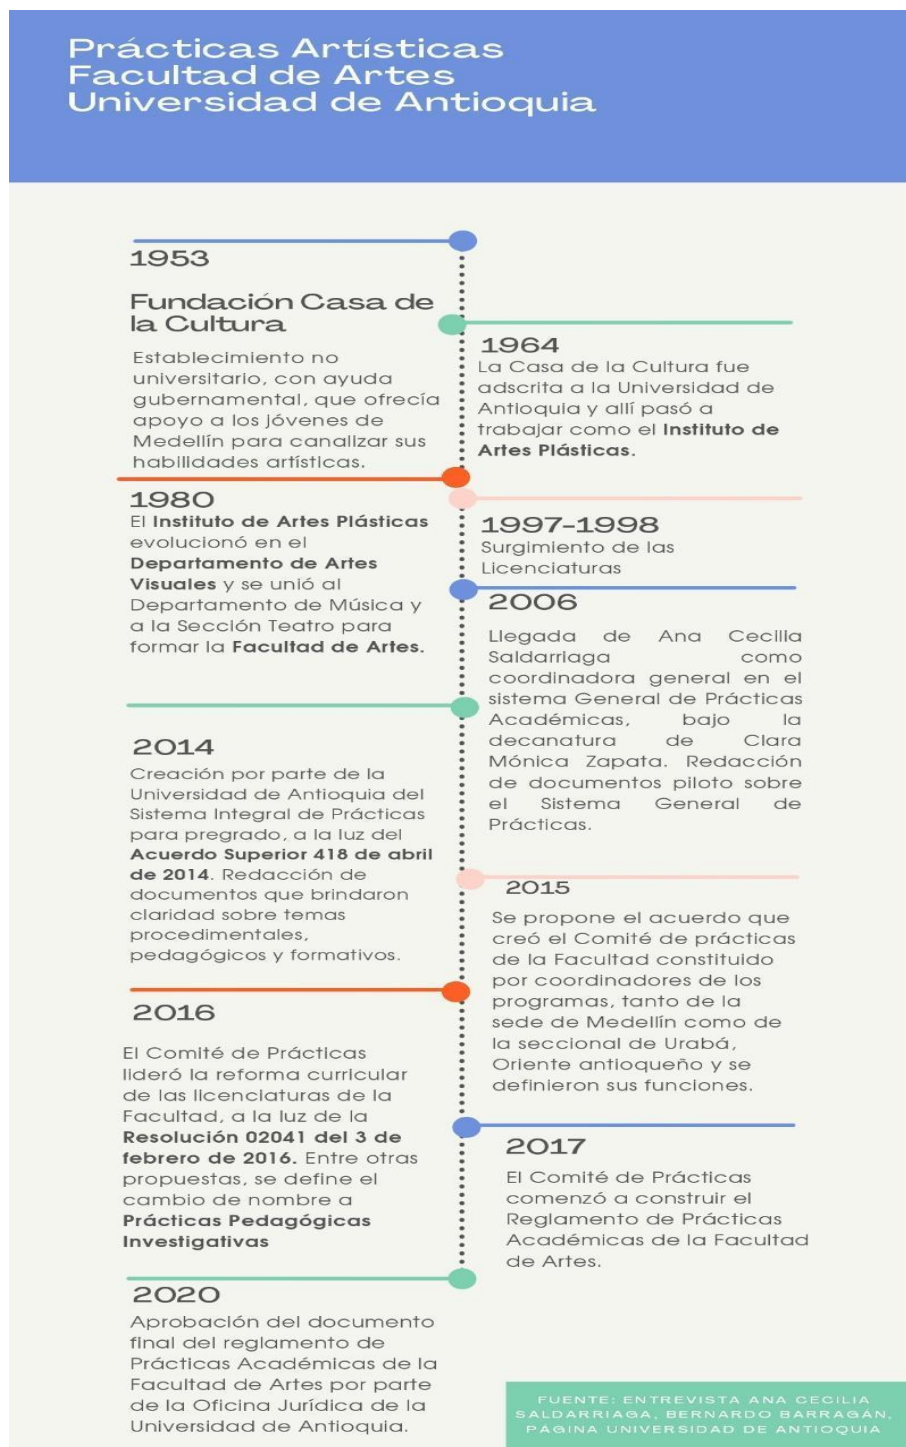 Prácticas Artísticas
Facultad de Artes
Universidad de Antioquia
1953
Fundación Casa de
la Cultura
Establecimiento no
universitario, con ayuda
gubernamental, que ofrecía
apoyo a los jóvenes de
Medellín para canalizar sus
habilidades artísticas.
1964
La Casa de la Cultura fue
adscrita a la Universidad de
Antioquia y allí pasó a
trabajar como el Instituto de
Artes Plásticas.
1980
El Instituto de Artes Plásticas
evolucionó en el
Departamento de Artes
Visuales y se unió al
Departamento de Música y
a la Sección Teatro para
formar la Facultad de Artes.
1997-1998
Surgimiento de las
Licenciaturas
2006
Llegada de Ana Cecilia
Saldarriaga como
coordinadora general en el
sistema General de Prácticas
Académicas, bajo la
decanatura de Clara
Mónica Zapata. Redacción
de documentos piloto sobre
el Sistema General de
Prácticas.
2014
Creación por parte de la
Universidad de Antioquia del
Sistema Integral de Prácticas
para pregrado, a la luz del
Acuerdo Superior 418 de abril
de 2014. Redacción de
documentos que brindaron
claridad sobre temas
procedimentales,
pedagógicos y formativos.
2015
Se propone el acuerdo que
creó el Comité de prácticas
de la Facultad constituido
por coordinadores de los
programas, tanto de la
sede de Medellín como de
la seccional de Urabá,
Oriente antioqueño y se
definieron sus funciones.
2016
El Comité de Prácticas
lideró la reforma curricular
de las licenciaturas de la
Facultad, a la luz de la
Resolución 02041 del 3 de
febrero de 2016. Entre otras
propuestas, se define el
cambio de nombre a
Prácticas Pedagógicas
Investigativas
2017
El Comité de Prácticas
comenzó a construir el
Reglamento de Prácticas
Académicas de la Facultad
de Artes.
2020
Aprobación del documento
final del reglamento de
Prácticas Académicas de la
Facultad de Artes por parte
de la Oficina Jurídica de la
Universidad de Antioquia.
FUENTE: ENTREVISTA ANA CECILIA
SALDARRIAGA, BERNARDO BARRAGÁN,
PÁGINA UNIVERSIDAD DE ANTIOQUIA